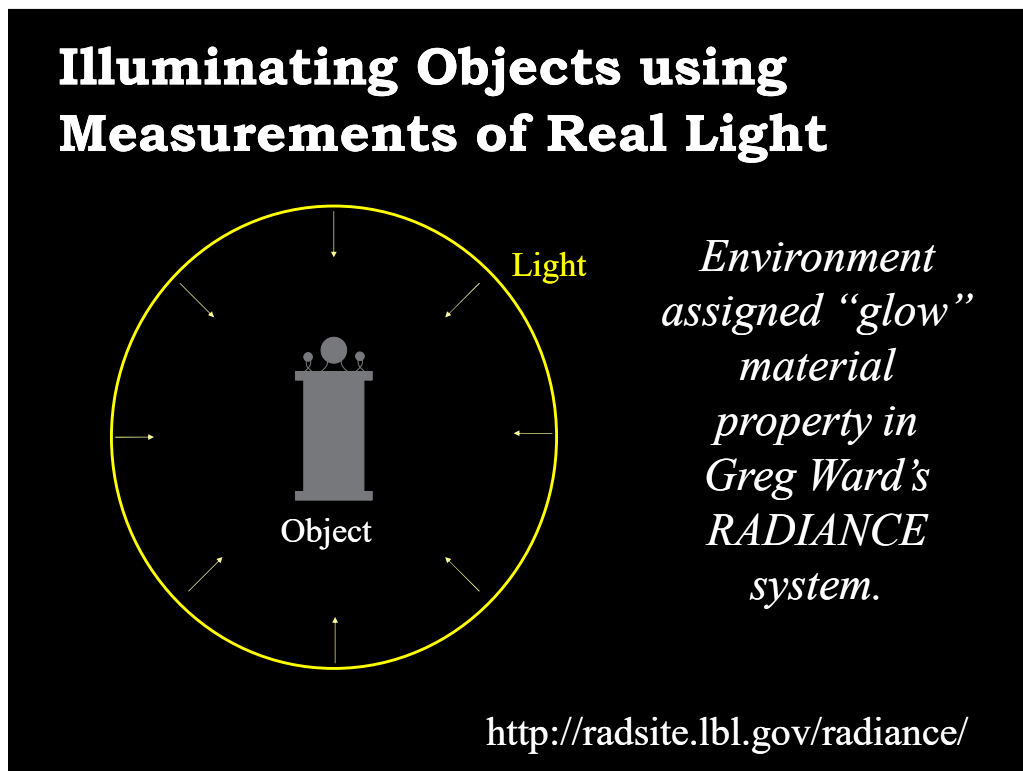 Illuminating Objects using
Measurements of Real Light
Light
Object
Environment
assigned “glow”
material
property in
Greg Ward’s
RADIANCE
system.
http://radsite.lbl.gov/radiance/